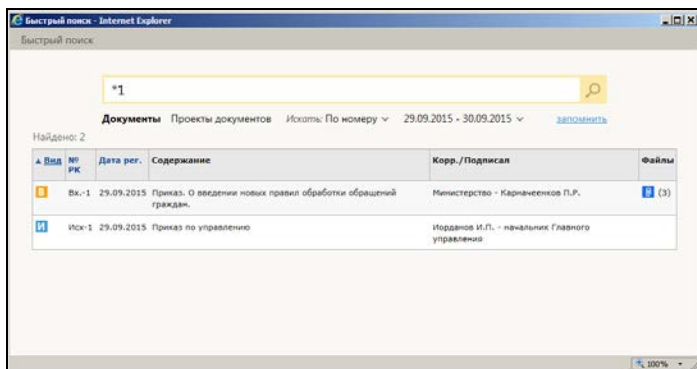 Быстрый поиск - Internet Explorer
Быстрый поиск
*1
Документы Проекты документов Искать: По номеру 29.09.2015 - 30.09.2015 запомнить
Найдено: 2
Вид № РК Дата рег. Содержание Корр./Подписал Файлы
В Вх.-1 29.09.2015 Приказ. О введении новых правил обработки обращений граждан. Министерство - Карначеенков П.Р. (3)
И Исх-1 29.09.2015 Приказ по управлению Иорданов И.П. - начальник Главного управления
100%